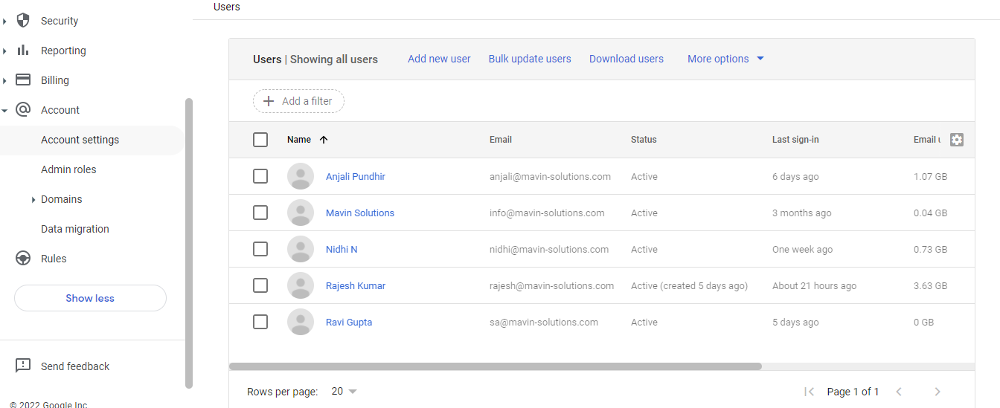 Security
Reporting
Billing
Account
Account settings
Admin roles
Domains
Data migration
Rules
Show less
Send feedback
© 2022 Google Inc
Users
Users | Showing all users Add new user Bulk update users Download users More options
Add a filter
Name Email Status Last sign-in Email
Anjali Pundhir anjali@mavin-solutions.com Active 6 days ago 1.07 GB
Mavin Solutions info@mavin-solutions.com Active 3 months ago 0.04 GB
Nidhi N nidhi@mavin-solutions.com Active One week ago 0.73 GB
Rajesh Kumar rajesh@mavin-solutions.com Active (created 5 days ago) About 21 hours ago 3.63 GB
Ravi Gupta sa@mavin-solutions.com Active 5 days ago 0 GB
Rows per page: 20 Page 1 of 1